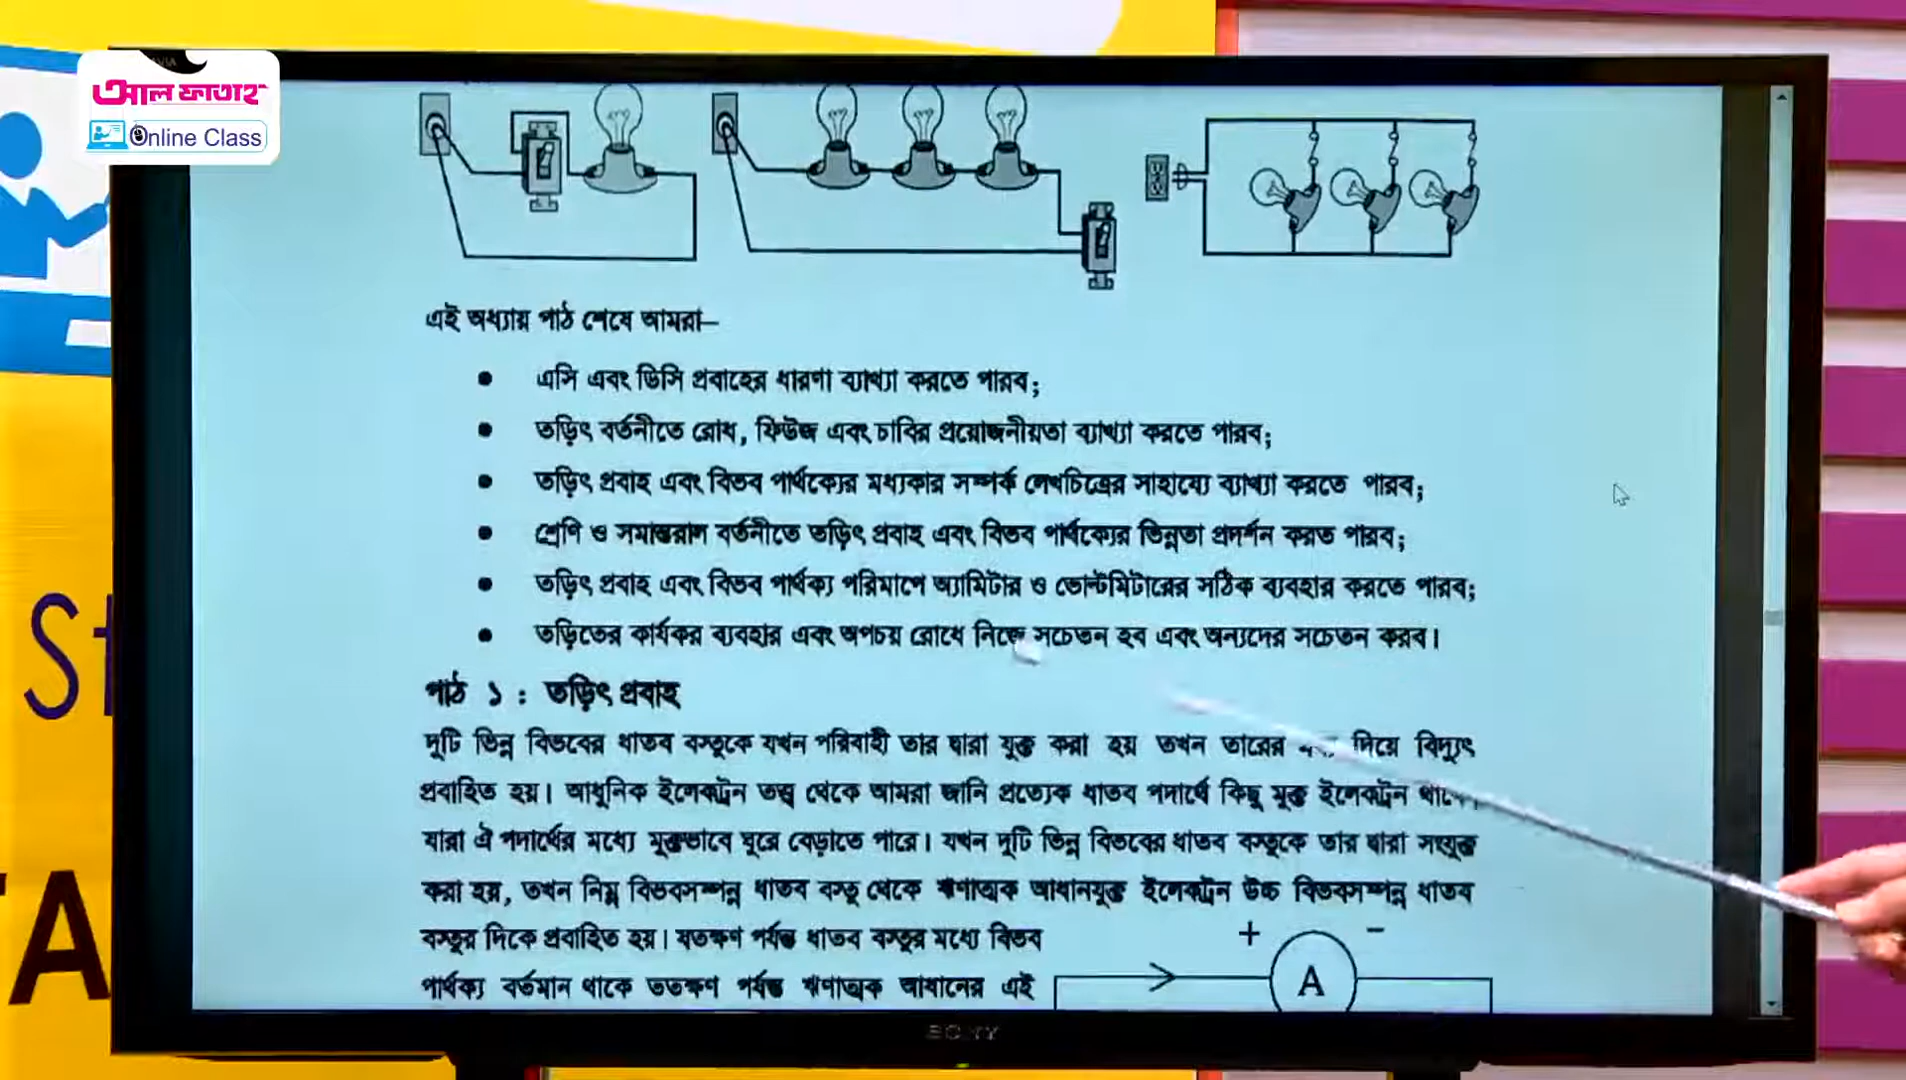 আল ফাতাহ
Online Class
এই অধ্যায় পাঠ শেষে আমরা–
● এসি এবং ডিসি প্রবাহের ধারণা ব্যাখ্যা করতে পারব;
● তড়িৎ বর্তনীতে রোধ, ফিউজ এবং চাবির প্রয়োজনীয়তা ব্যাখ্যা করতে পারব;
● তড়িৎ প্রবাহ এবং বিভব পার্থক্যের মধ্যকার সম্পর্ক লেখচিত্রের সাহায্যে ব্যাখ্যা করতে পারব;
● শ্রেণি ও সমান্তরাল বর্তনীতে তড়িৎ প্রবাহ এবং বিভব পার্থক্যের ভিন্নতা প্রদর্শন করত পারব;
● তড়িৎ প্রবাহ এবং বিভব পার্থক্য পরিমাপে অ্যামিটার ও ভোল্টমিটারের সঠিক ব্যবহার করতে পারব;
● তড়িতের কার্যকর ব্যবহার এবং অপচয় রোধে নিজে সচেতন হব এবং অন্যদের সচেতন করব।
পাঠ ১ : তড়িৎ প্রবাহ
দুটি ভিন্ন বিভবের ধাতব বস্তুকে যখন পরিবাহী তার দ্বারা যুক্ত করা হয় তখন তারের দিয়ে বিদ্যুৎ
প্রবাহিত হয়। আধুনিক ইলেকট্রন তত্ত্ব থেকে আমরা জানি প্রত্যেক ধাতব পদার্থে কিছু মুক্ত ইলেকট্রন থাকে।
যারা ঐ পদার্থের মধ্যে মুক্তভাবে ঘুরে বেড়াতে পারে। যখন দুটি ভিন্ন বিভবের ধাতব বস্তুকে তার দ্বারা সংযুক্ত
করা হয়, তখন নিম্ন বিভবসম্পন্ন ধাতব বস্তু থেকে ঋণাত্মক আধানযুক্ত ইলেকট্রন উচ্চ বিভবসম্পন্ন ধাতব
বস্তুর দিকে প্রবাহিত হয়। যতক্ষণ পর্যন্ত ধাতব বস্তুর মধ্যে বিভব
পার্থক্য বর্তমান থাকে ততক্ষণ পর্যন্ত ঋণাত্মক আধানের এই
+ −
A
SONY
St
TA